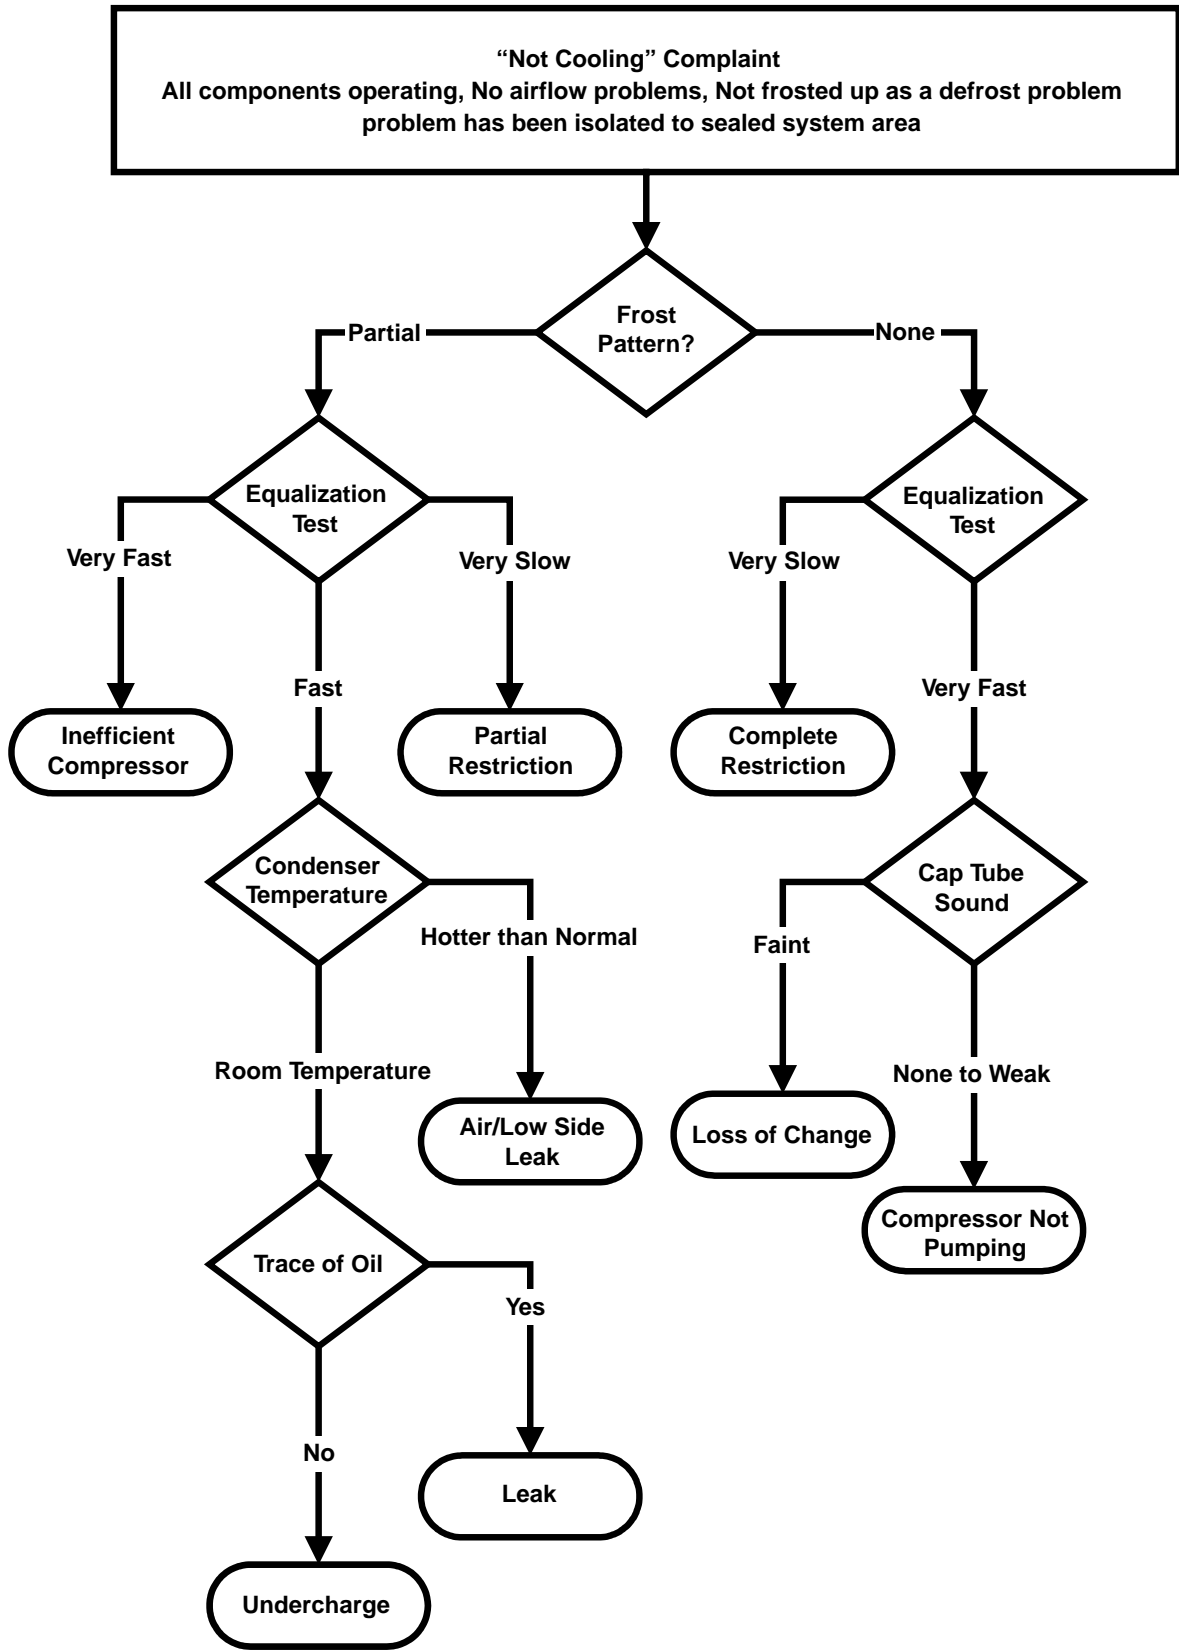 “Not Cooling” Complaint
All components operating, No airflow problems, Not frosted up as a defrost problem
problem has been isolated to sealed system area
Frost
Pattern?
Partial
None
Equalization
Test
Equalization
Test
Very Fast
Very Slow
Very Slow
Fast
Very Fast
Inefficient
Compressor
Partial
Restriction
Complete
Restriction
Condenser
Temperature
Cap Tube
Sound
Hotter than Normal
Faint
Room Temperature
None to Weak
Air/Low Side
Leak
Loss of Change
Compressor Not
Pumping
Trace of Oil
Yes
No
Leak
Undercharge